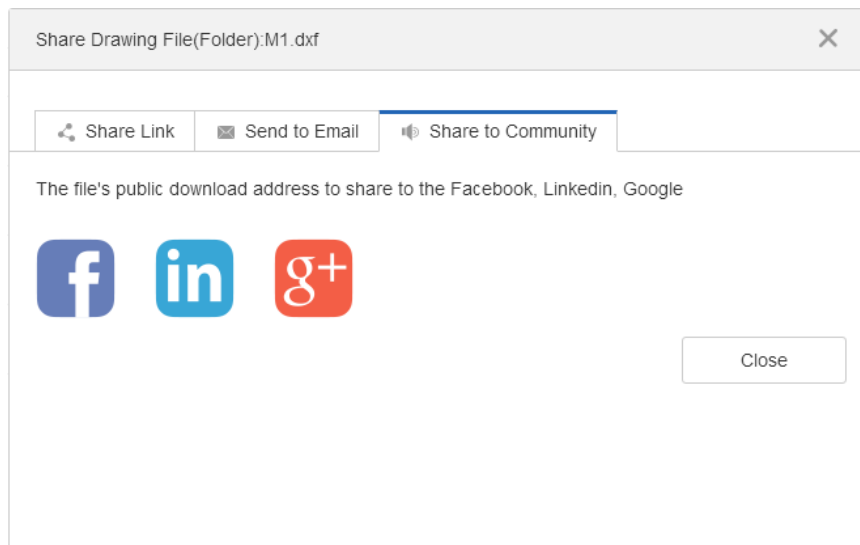 Share Drawing File(Folder):M1.dxf
Share Link Send to Email Share to Community
The file's public download address to share to the Facebook, Linkedin, Google
f in g+
Close